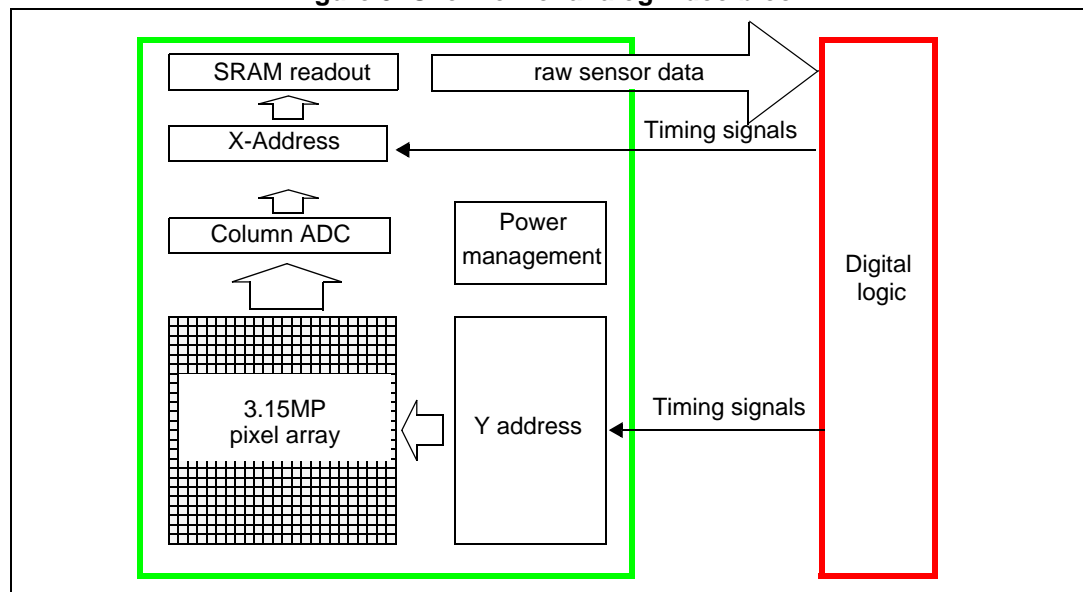 SRAM readout
raw sensor data
Timing signals
X-Address
Power
management
Column ADC
Digital
logic
3.15MP
pixel array
Y address
Timing signals